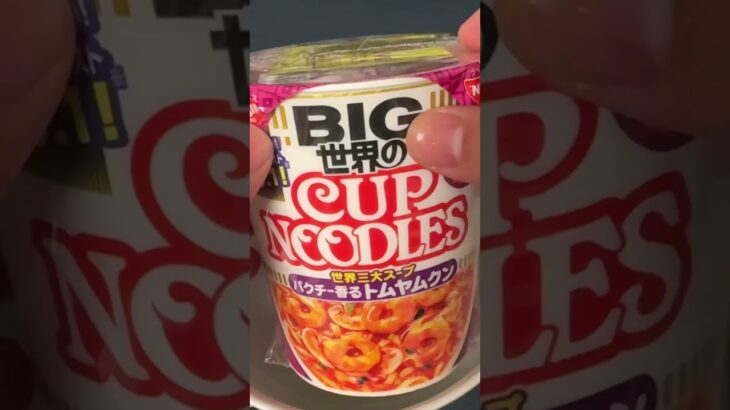 BIG
世界の
CUP
NOODLES
世界三大スープ
パクチー香るトムヤムクン